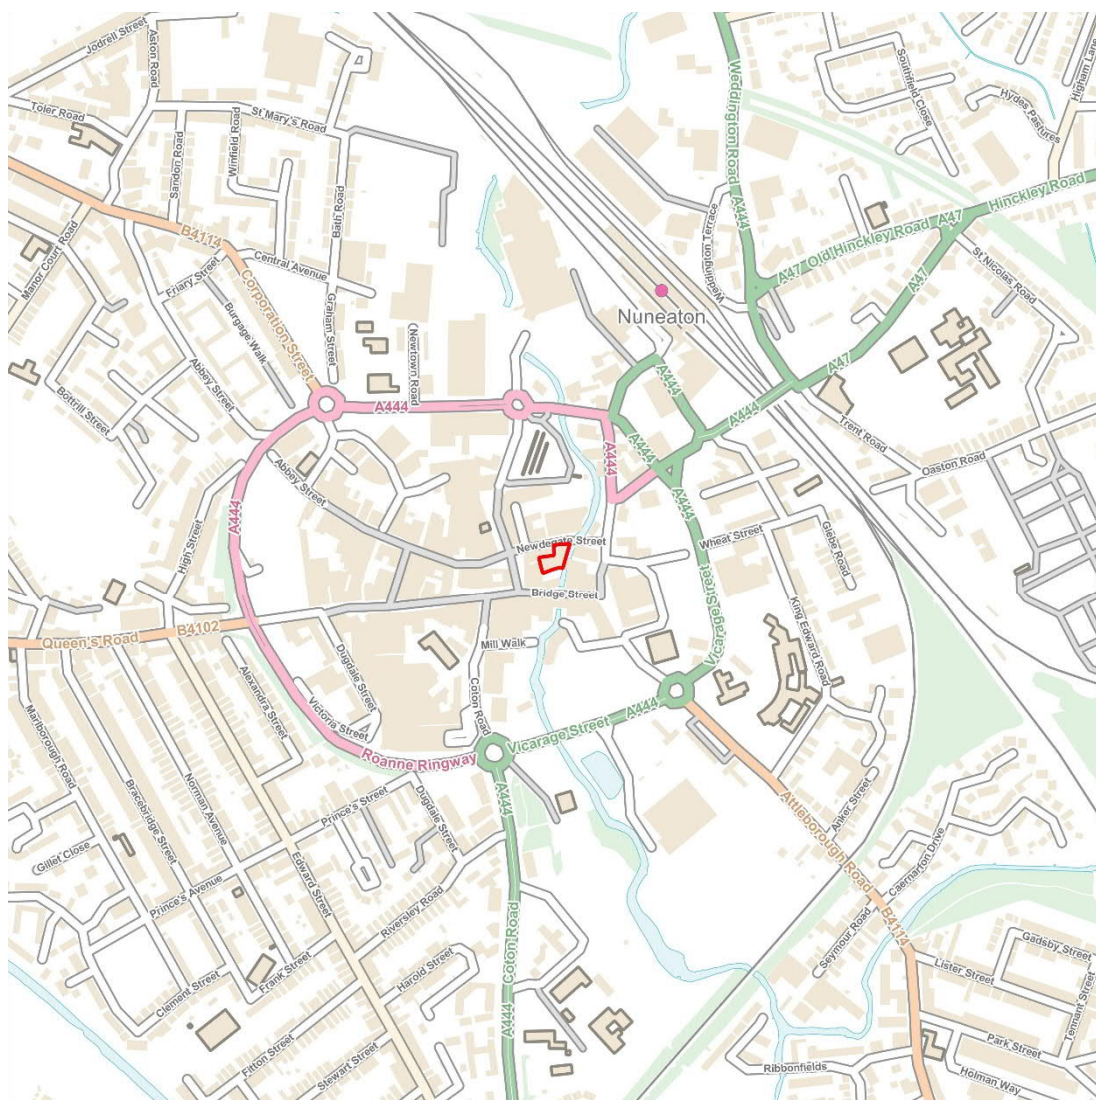 Jodrell Street
Aston Road
Toler Road
St Mary's Road
Sandon Road
Winfield Road
Bath Road
Manor Court Road
B4114
Corporation Street
Friary Street
Central Avenue
Burgage Walk
Graham Street
Newtown Road
Abbey Street
Bottrill Street
A444
Weddington Road
A444
Southfield Close
Hydes Pastures
Higham Lane
Hinckley Road
A47
Old Hinckley Road
A47
St Nicolas Road
Weddington Terrace
Nuneaton
A444
A47
A444
A444
A444
A444
Trent Road
Oaston Road
Abbey Street
High Street
A444
Newdegate Street
Wheat Street
Glebe Road
Bridge Street
Vicarage Street
King Edward Road
Queen's Road
B4102
Mill Walk
Dugdale Street
Alexandra Street
Victoria Street
Coton Road
A444
Vicarage Street
Roanne Ringway
Marlborough Road
Bracebridge Street
Norman Avenue
Prince's Street
Dugdale Street
A444
Attleborough Road
Anker Street
Caernarfon Drive
Gillet Close
Prince's Avenue
Edward Street
Riversley Road
Seymour Road
B4114
Clement Street
Frank Street
Harold Street
Coton Road
A444
Fitton Street
Stewart Street
Gadsby Street
Lister Street
Tennant Street
Park Street
Holman Way
Ribbonfields